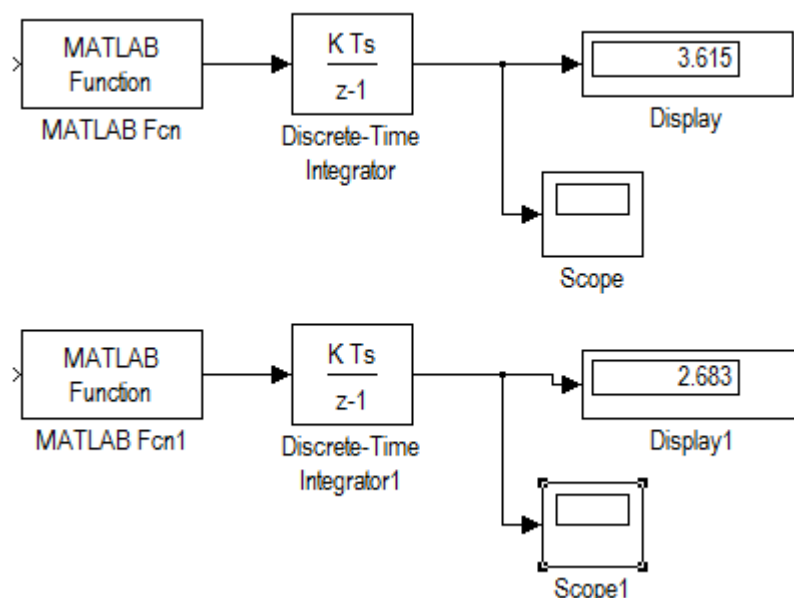 MATLAB
Function
MATLAB Fcn
K Ts
z-1
Discrete-Time
Integrator
3.615
Display
Scope
MATLAB
Function
MATLAB Fcn1
K Ts
z-1
Discrete-Time
Integrator1
2.683
Display1
Scope1